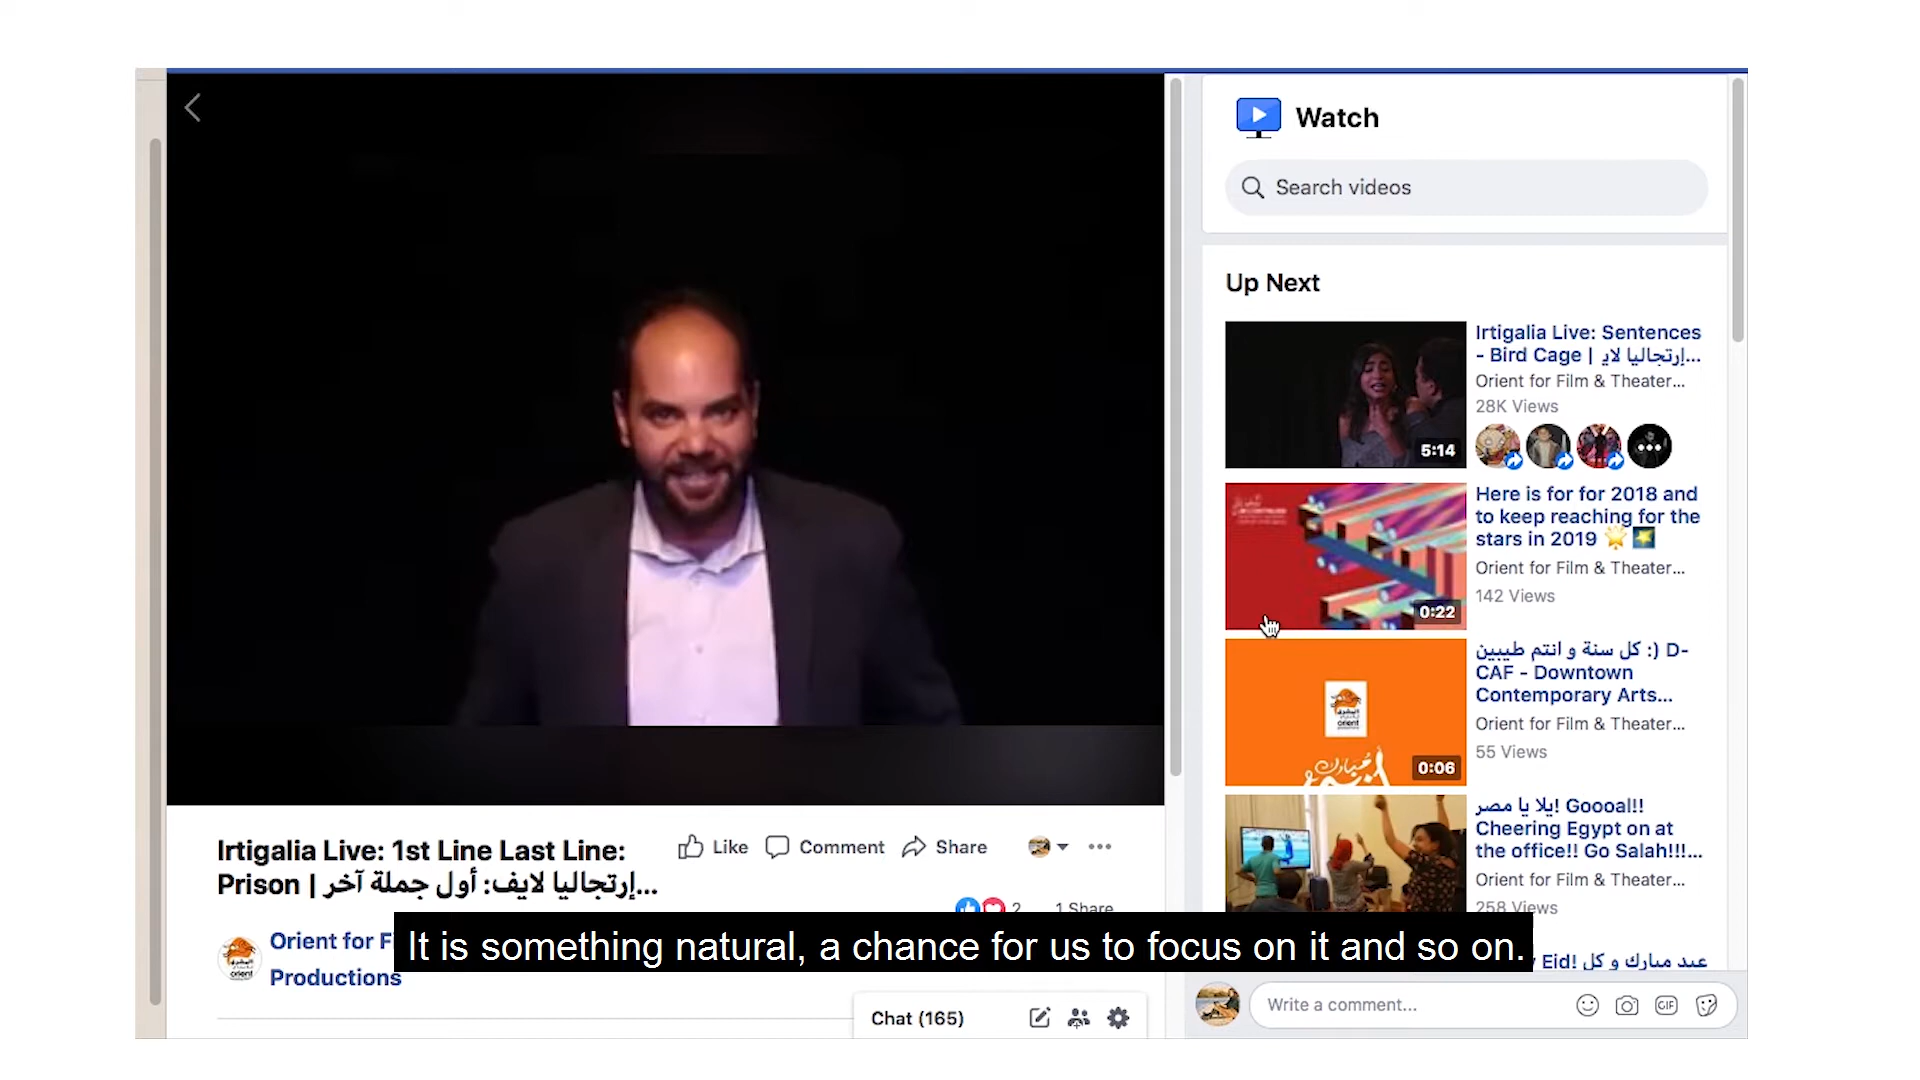 Watch
Search videos
Up Next
Irtigalia Live: Sentences
- Bird Cage | إرتجاليا لايـ...
Orient for Film & Theater...
28K Views
5:14
Here is for for 2018 and
to keep reaching for the
stars in 2019
Orient for Film & Theater...
142 Views
0:22
كل سنة و انتم طيبين :) D-
CAF - Downtown
Contemporary Arts...
Orient for Film & Theater...
55 Views
orient
0:06
يلا يا مصر! Goooal!!
Cheering Egypt on at
the office!! Go Salah!!!...
Orient for Film & Theater...
258 Views
Eid! عيد مبارك و كل
Irtigalia Live: 1st Line Last Line:
Prison | إرتجاليا لايف: أول جملة آخر...
Like Comment Share
2 1 Share
Orient for
Productions
orient
It is something natural, a chance for us to focus on it and so on.
Chat (165)
Write a comment...
GIF